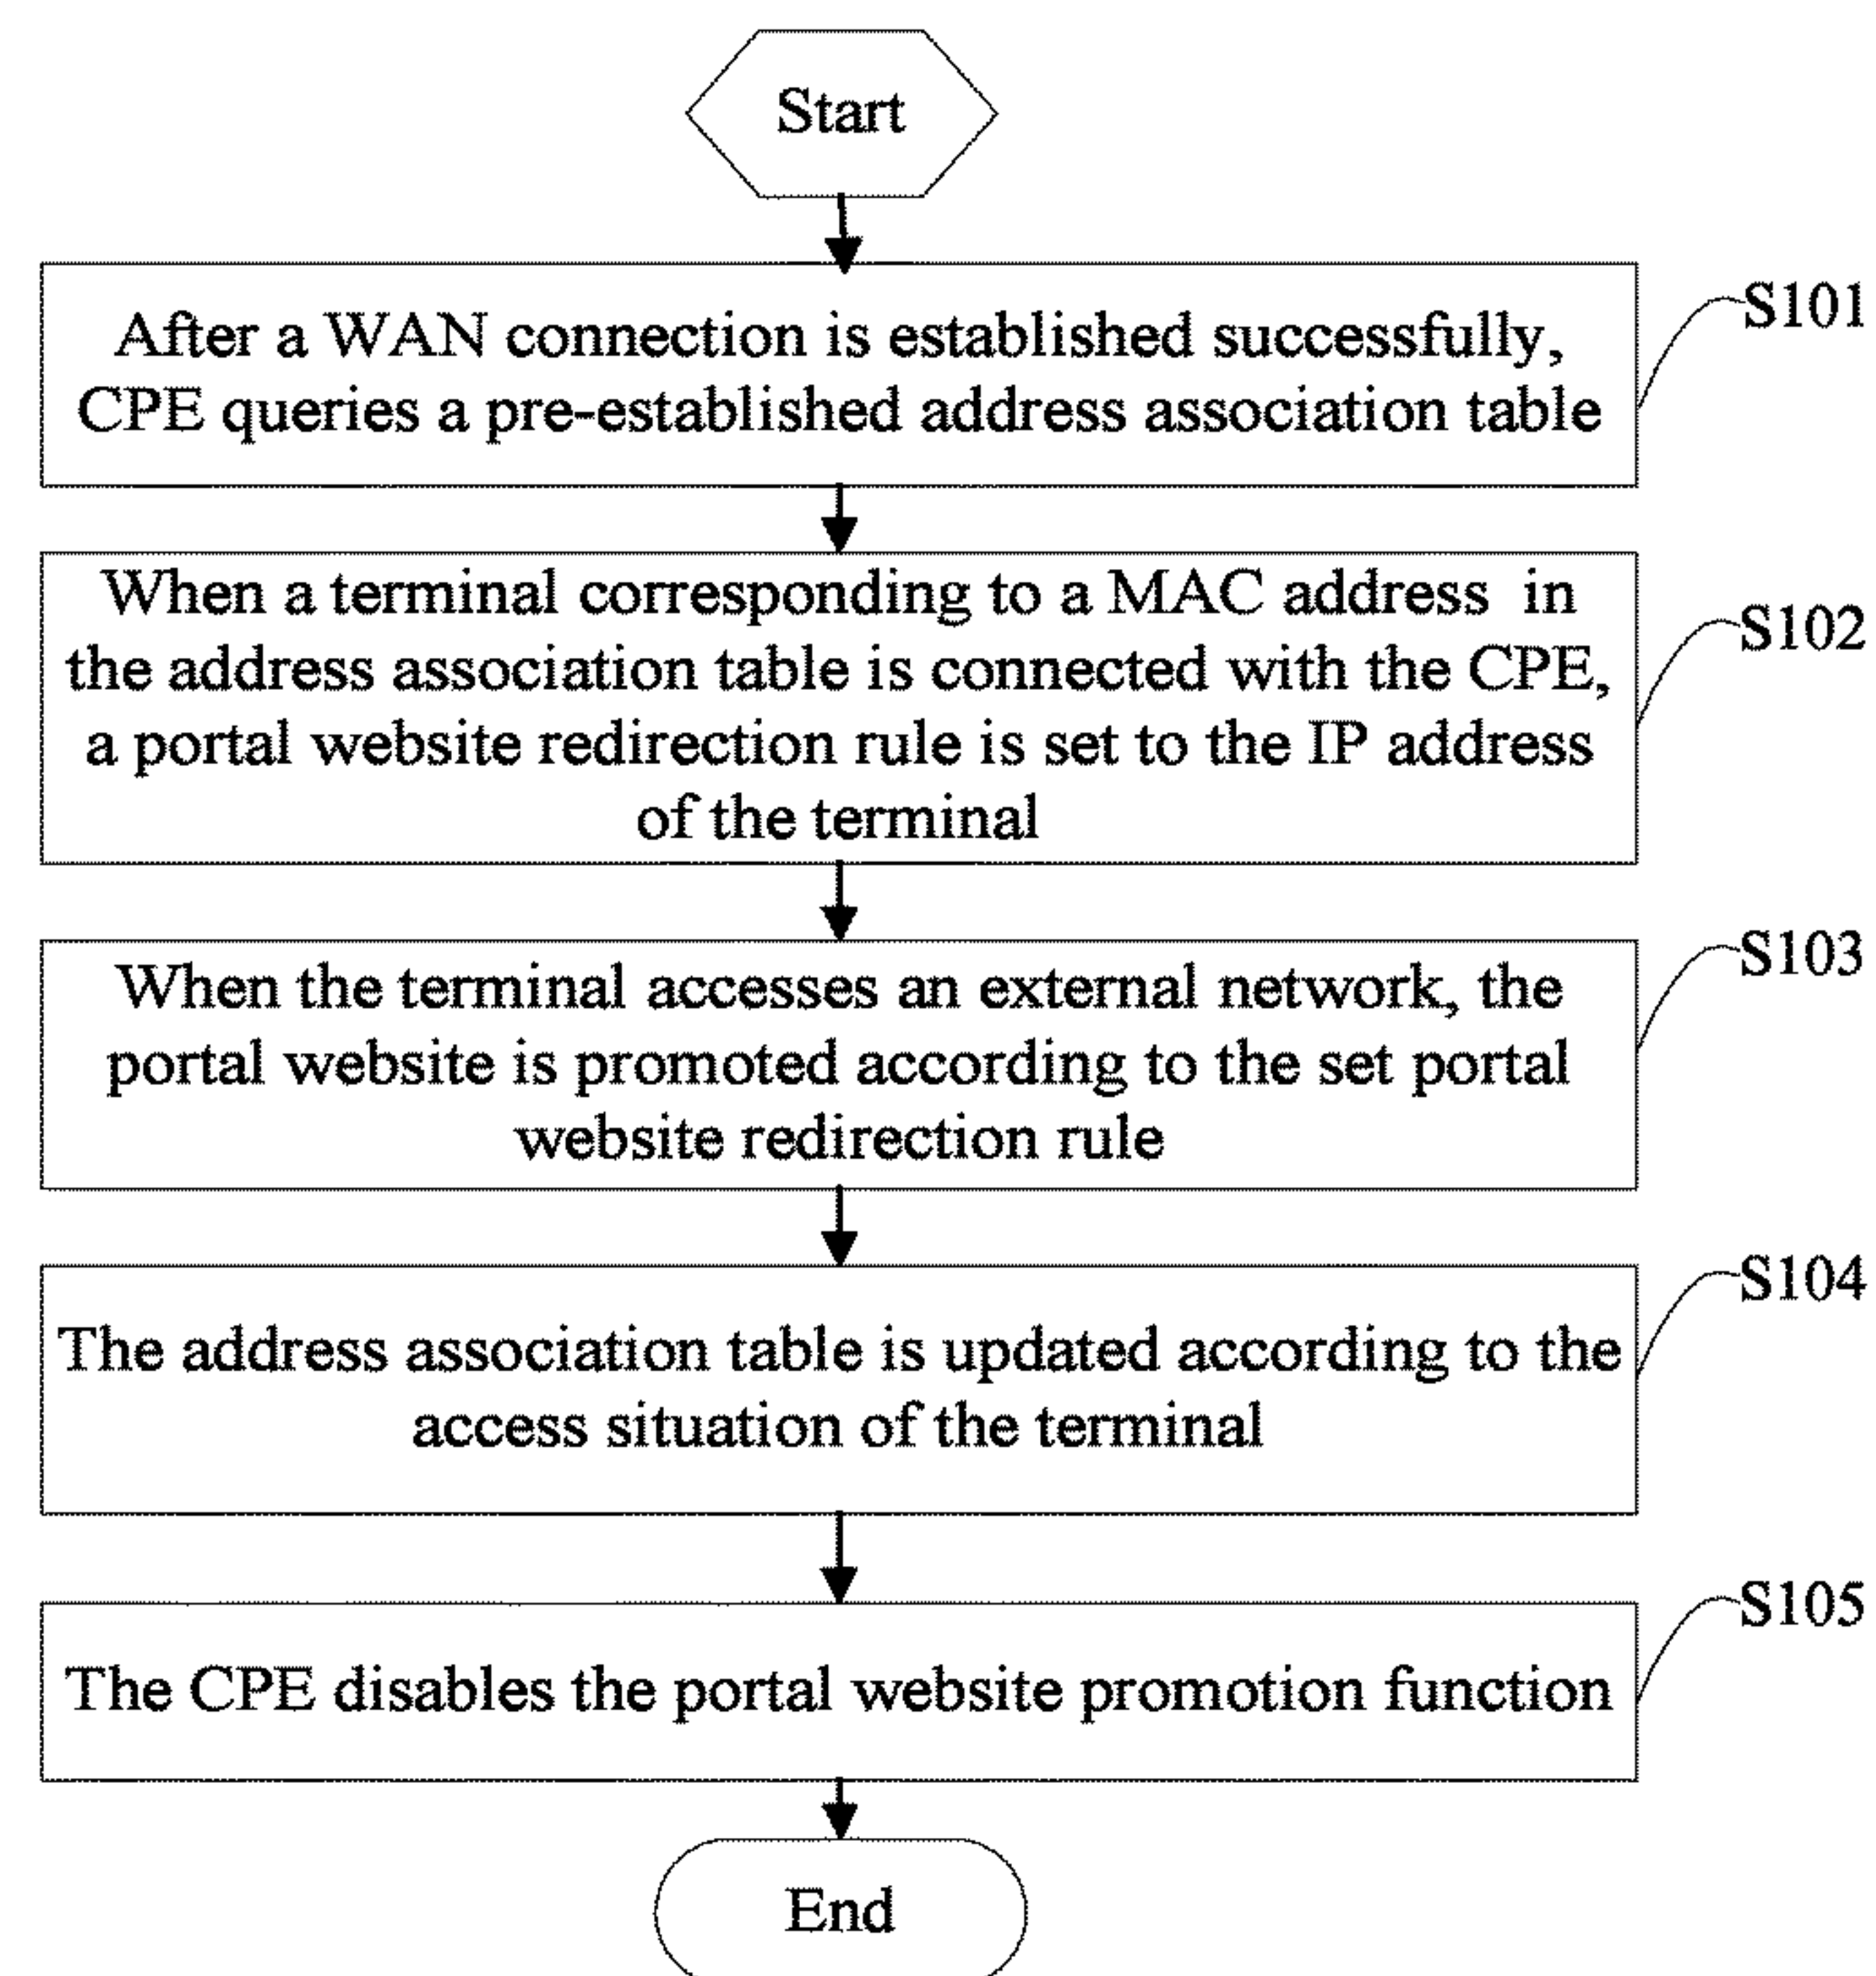 Start
After a WAN connection is established successfully,
CPE queries a pre-established address association table
S101
When a terminal corresponding to a MAC address in
the address association table is connected with the CPE,
a portal website redirection rule is set to the IP address
of the terminal
S102
When the terminal accesses an external network, the
portal website is promoted according to the set portal
website redirection rule
S103
The address association table is updated according to the
access situation of the terminal
S104
The CPE disables the portal website promotion function
S105
End